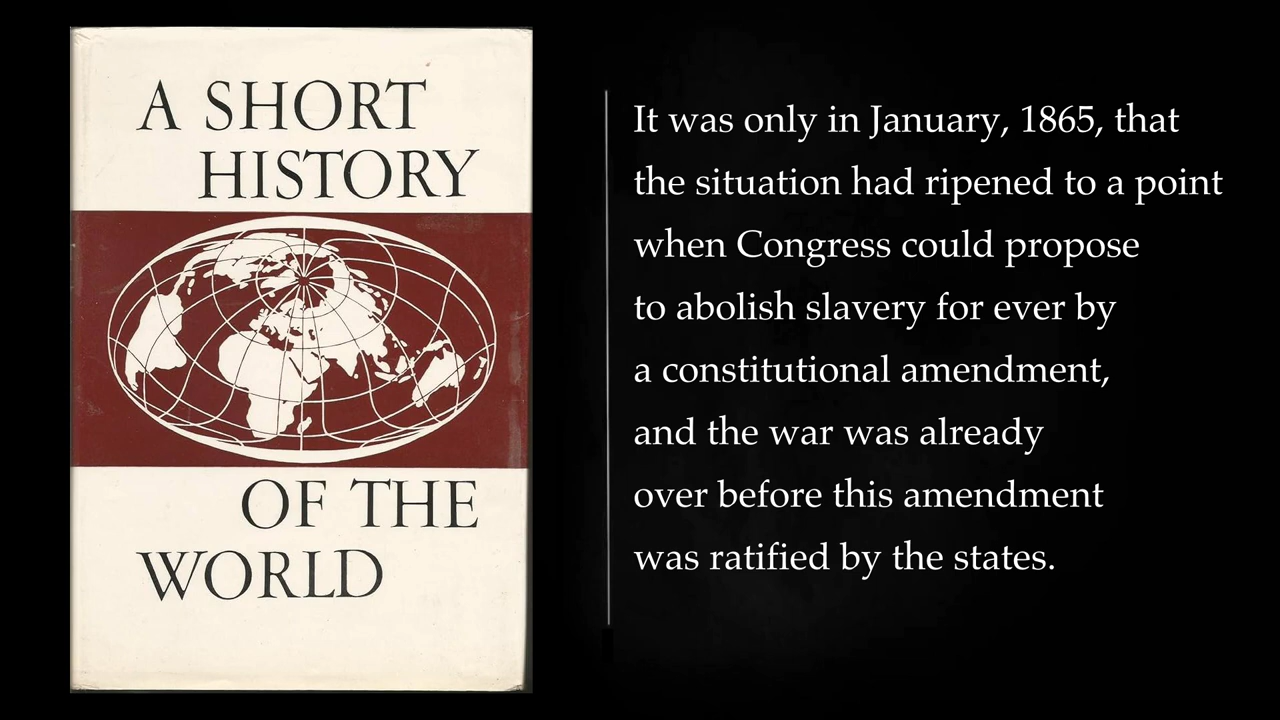 A SHORT
HISTORY
OF THE
WORLD
It was only in January, 1865, that
the situation had ripened to a point
when Congress could propose
to abolish slavery for ever by
a constitutional amendment,
and the war was already
over before this amendment
was ratified by the states.